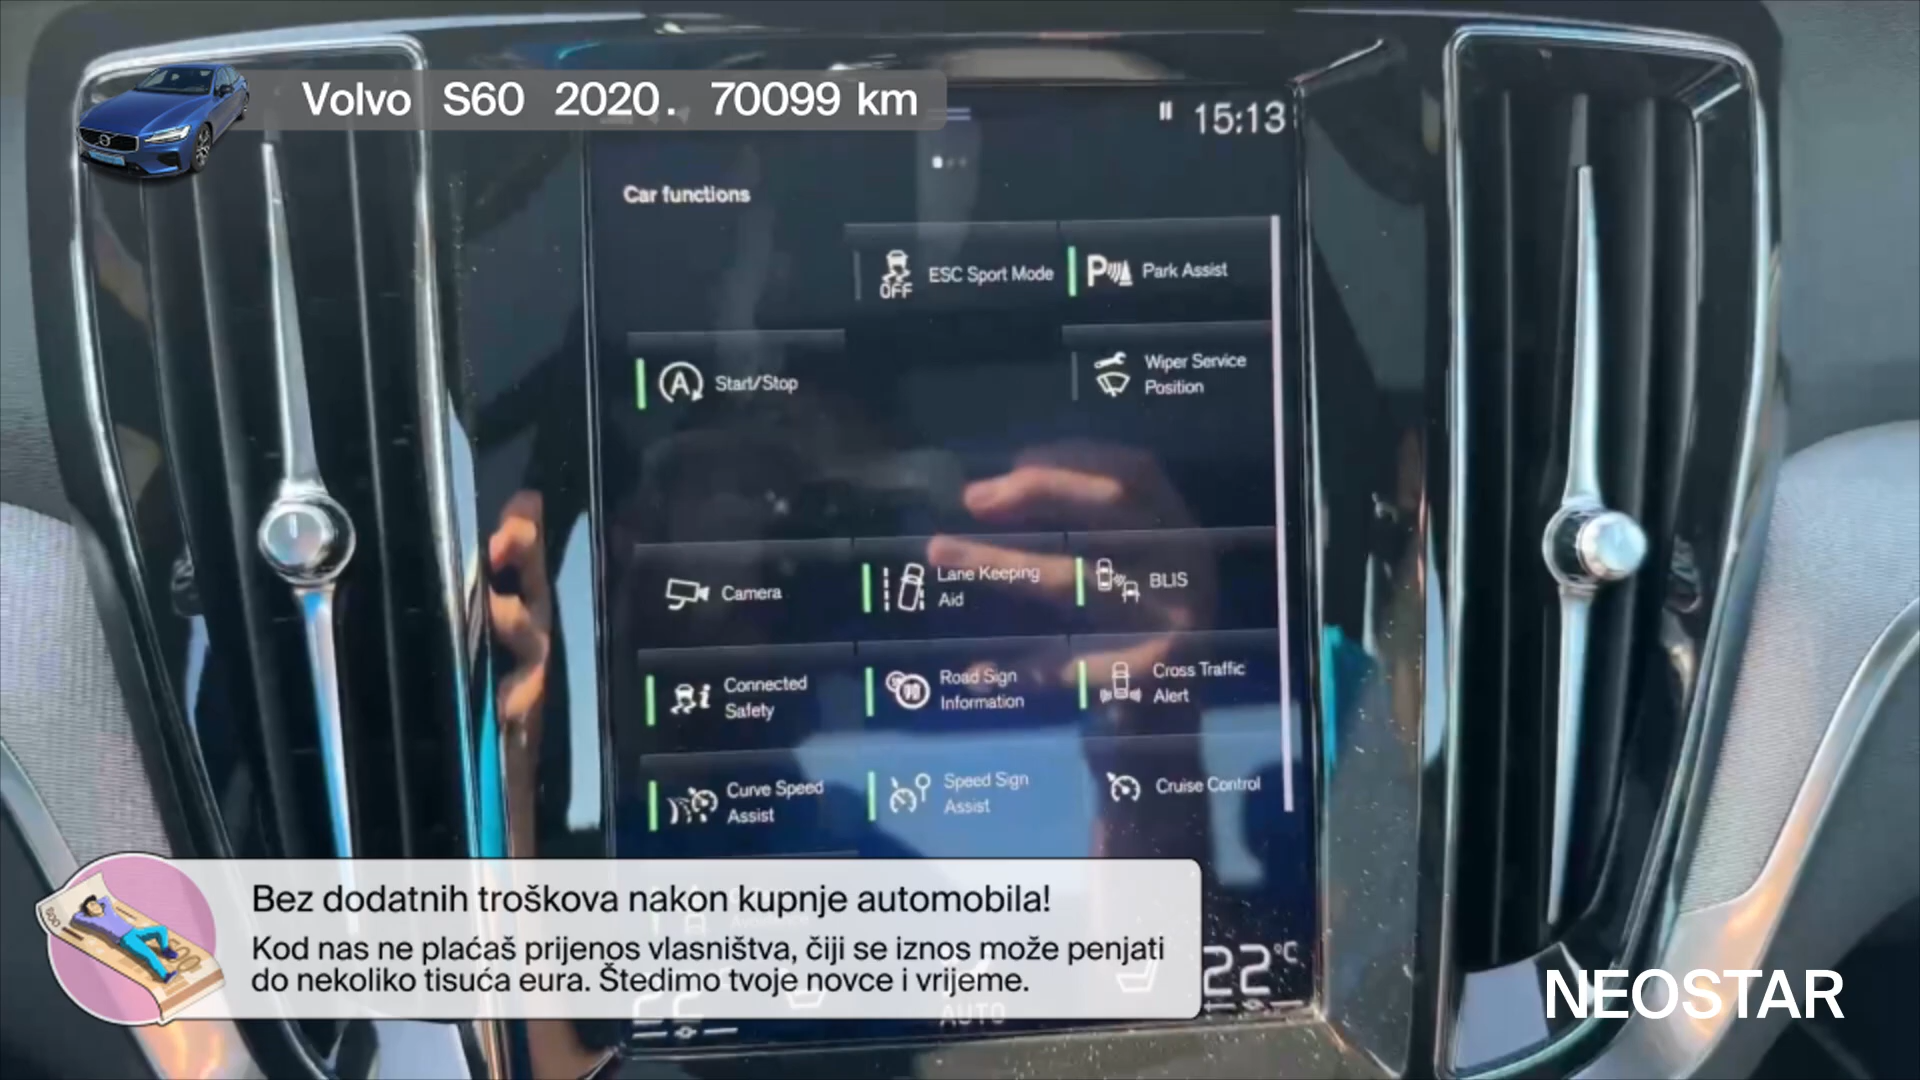 Volvo S60 2020. 70099 km
15:13
Car functions
OFF
ESC Sport Mode
P
Park Assist
A
Start/Stop
Wiper Service
Position
Camera
Lane Keeping
Aid
BLIS
Connected
Safety
Road Sign
Information
Cross Traffic
Alert
Curve Speed
Assist
Speed Sign
Assist
Cruise Control
Bez dodatnih troškova nakon kupnje automobila!
Kod nas ne plaćaš prijenos vlasništva, čiji se iznos može penjati
do nekoliko tisuća eura. Štedimo tvoje novce i vrijeme.
22°C
AUTO
NEOSTAR